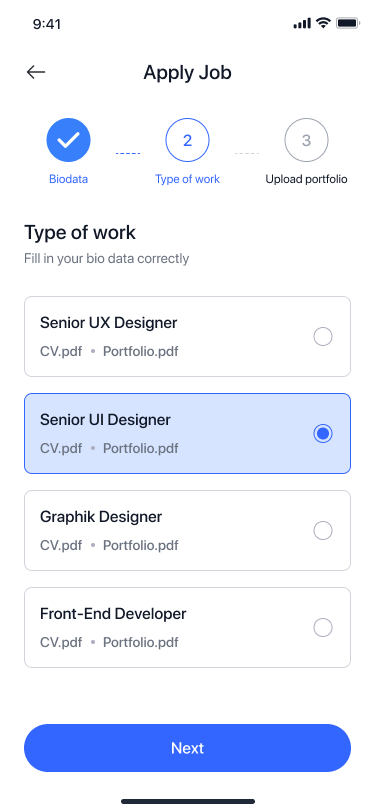 9:41
Apply Job
2
3
Biodata
Type of work
Upload portfolio
Type of work
Fill in your bio data correctly
Senior UX Designer
CV.pdf • Portfolio.pdf
Senior UI Designer
CV.pdf • Portfolio.pdf
Graphik Designer
CV.pdf • Portfolio.pdf
Front-End Developer
CV.pdf • Portfolio.pdf
Next